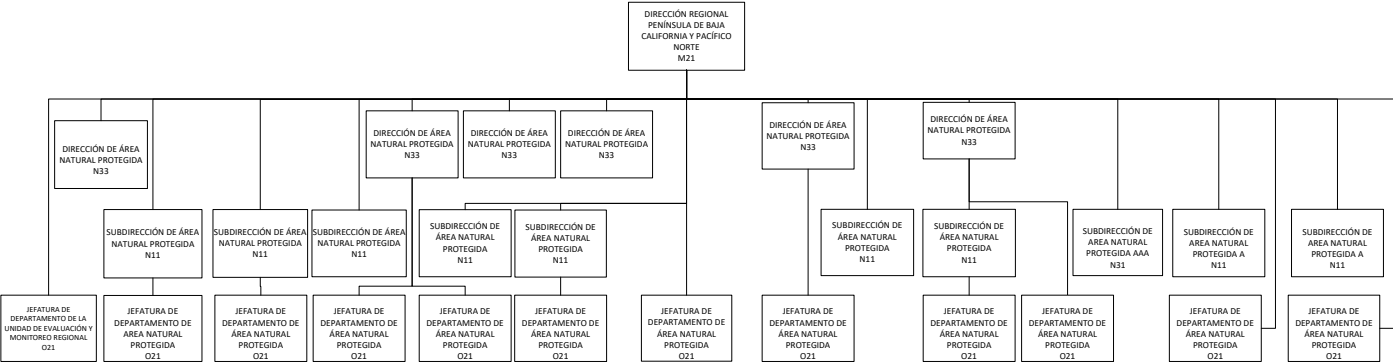 DIRECCIÓN REGIONAL
PENÍNSULA DE BAJA
CALIFORNIA Y PACÍFICO
NORTE
M21
DIRECCIÓN DE ÁREA
NATURAL PROTEGIDA
N33
DIRECCIÓN DE ÁREA
NATURAL PROTEGIDA
N33
DIRECCIÓN DE ÁREA
NATURAL PROTEGIDA
N33
DIRECCIÓN DE ÁREA
NATURAL PROTEGIDA
N33
DIRECCIÓN DE ÁREA
NATURAL PROTEGIDA
N33
DIRECCIÓN DE ÁREA
NATURAL PROTEGIDA
N33
SUBDIRECCIÓN DE ÁREA
NATURAL PROTEGIDA
N11
SUBDIRECCIÓN DE ÁREA
NATURAL PROTEGIDA
N11
SUBDIRECCIÓN DE ÁREA
NATURAL PROTEGIDA
N11
SUBDIRECCIÓN DE
ÁREA NATURAL
PROTEGIDA
N11
SUBDIRECCIÓN DE
ÁREA NATURAL
PROTEGIDA
N11
SUBDIRECCIÓN DE
ÁREA NATURAL
PROTEGIDA
N11
SUBDIRECCIÓN DE
ÁREA NATURAL
PROTEGIDA
N11
SUBDIRECCIÓN DE
AREA NATURAL
PROTEGIDA AAA
N31
SUBDIRECCIÓN DE
AREA NATURAL
PROTEGIDA A
N11
SUBDIRECCIÓN DE
AREA NATURAL
PROTEGIDA A
N11
JEFATURA DE
DEPARTAMENTO DE LA
UNIDAD DE EVALUACIÓN Y
MONITOREO REGIONAL
O21
JEFATURA DE
DEPARTAMENTO DE
AREA NATURAL
PROTEGIDA
O21
JEFATURA DE
DEPARTAMENTO DE
ÁREA NATURAL
PROTEGIDA
O21
JEFATURA DE
DEPARTAMENTO DE
ÁREA NATURAL
PROTEGIDA
O21
JEFATURA DE
DEPARTAMENTO DE
ÁREA NATURAL
PROTEGIDA
O21
JEFATURA DE
DEPARTAMENTO DE
ÁREA NATURAL
PROTEGIDA
O21
JEFATURA DE
DEPARTAMENTO DE
ÁREA NATURAL
PROTEGIDA
O21
JEFATURA DE
DEPARTAMENTO DE
ÁREA NATURAL
PROTEGIDA
O21
JEFATURA DE
DEPARTAMENTO DE
ÁREA NATURAL
PROTEGIDA
O21
JEFATURA DE
DEPARTAMENTO DE
ÁREA NATURAL
PROTEGIDA
O21
JEFATURA DE
DEPARTAMENTO DE
ÁREA NATURAL
PROTEGIDA
O21
JEFATURA DE
DEPARTAMENTO DE
ÁREA NATURAL
PROTEGIDA
O21